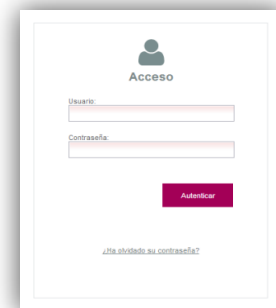 Acceso
Usuario:
Contraseña:
Autenticar
¿Ha olvidado su contraseña?